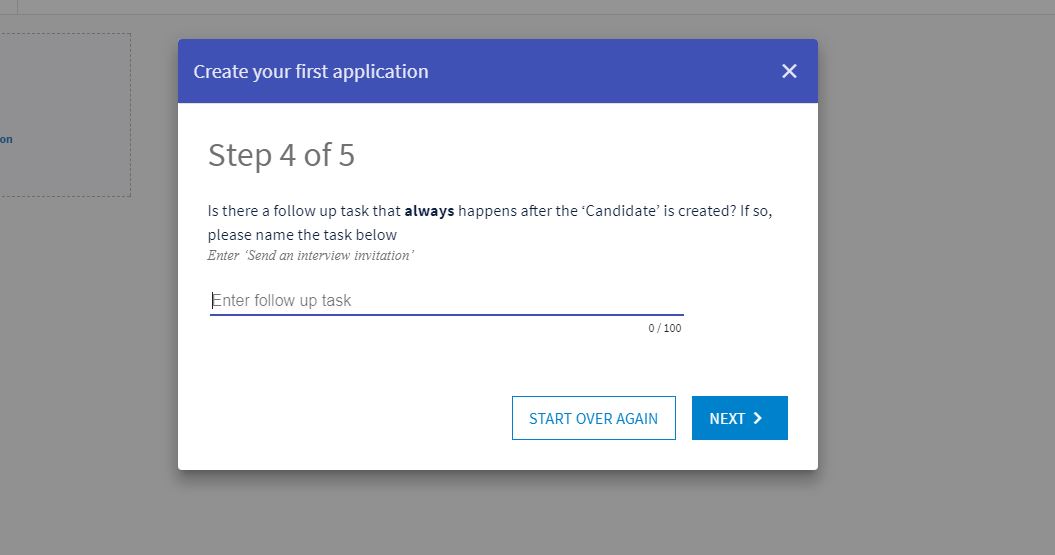 Create your first application
on
Step 4 of 5
Is there a follow up task that always happens after the ‘Candidate’ is created? If so,
please name the task below
Enter ‘Send an interview invitation’
Enter follow up task
0 / 100
START OVER AGAIN
NEXT